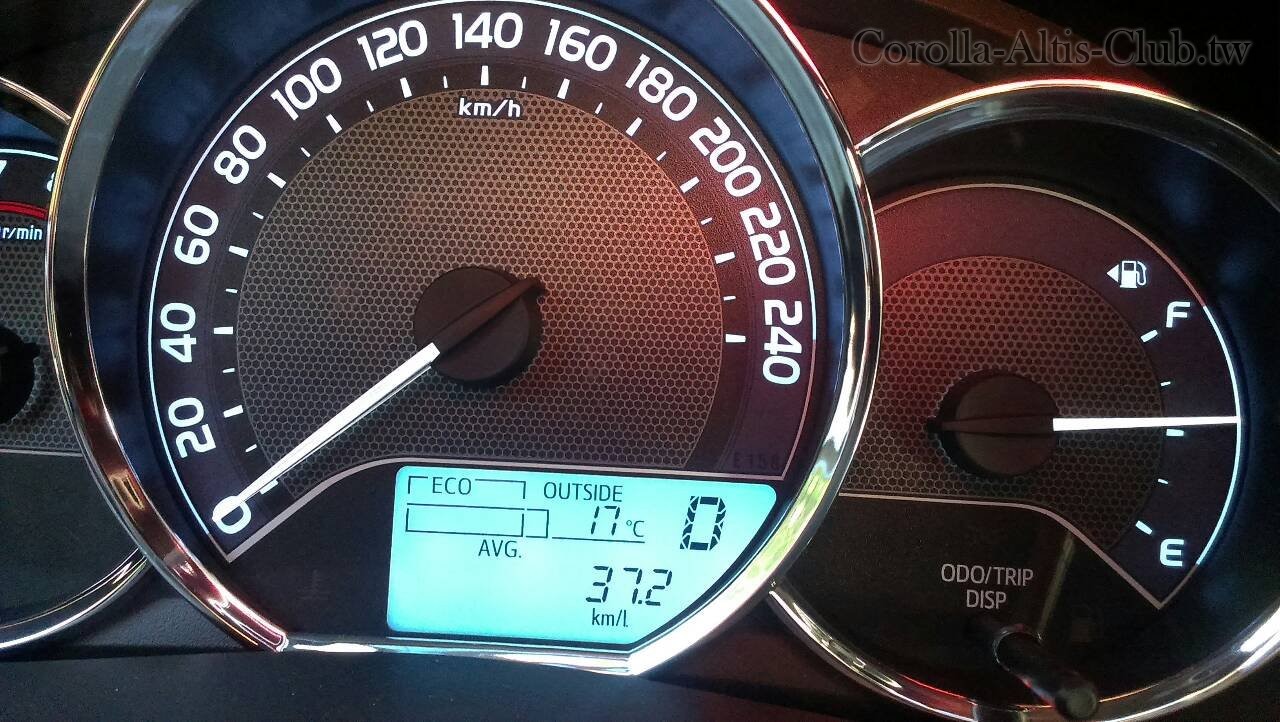 Corolla-Altis-Club.tw
0
20
40
60
80
100
120
140
160
180
200
220
240
km/h
r/min
ECO
OUTSIDE
17 °C
0
AVG.
37.2
km/L
E158
F
E
ODO/TRIP
DISP